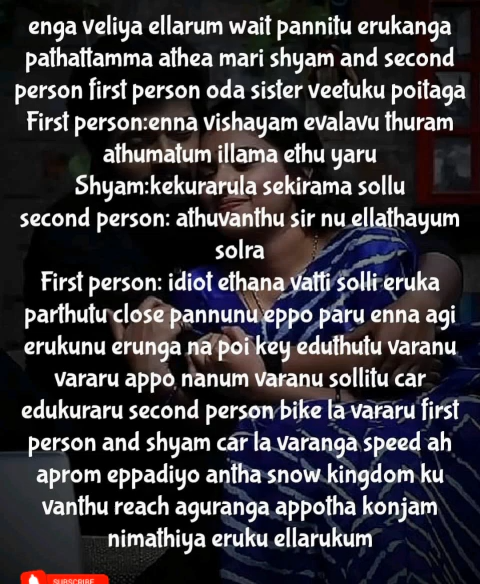 enga veliya ellarum wait pannitu erukanga
pathattamma athea mari shyam and second
person first person oda sister veetuku poitaga
First person:enna vishayam evalavu thuram
athumatum illama ethu yaru
Shyam:kekurarula sekirama sollu
second person: athuvanthu sir nu ellathayum
solra
First person: idiot ethana vatti solli eruka
parthutu close pannunu eppo paru enna agi
erukunu erunga na poi key eduthutu varanu
vararu appo nanum varanu sollitu car
edukuraru second person bike la vararu first
person and shyam car la varanga speed ah
aprom eppadiyo antha snow kingdom ku
vanthu reach aguranga appotha konjam
nimathiya eruku ellarukum
SUBSCRIBE